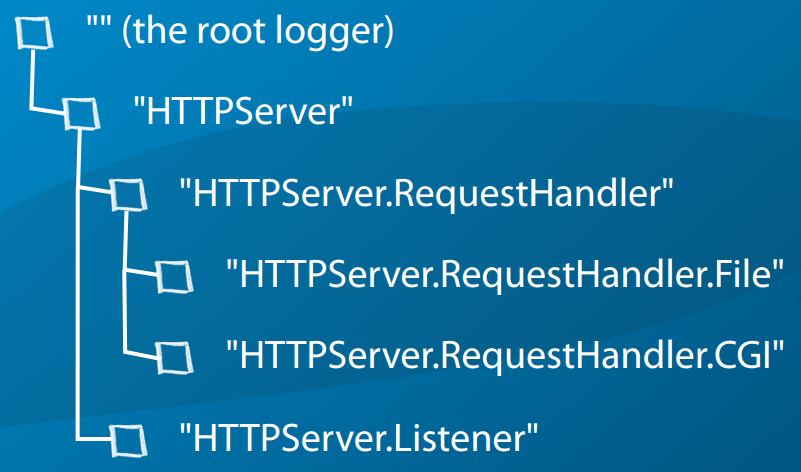 "" (the root logger)
"HTTPServer"
"HTTPServer.RequestHandler"
"HTTPServer.RequestHandler.File"
"HTTPServer.RequestHandler.CGI"
"HTTPServer.Listener"